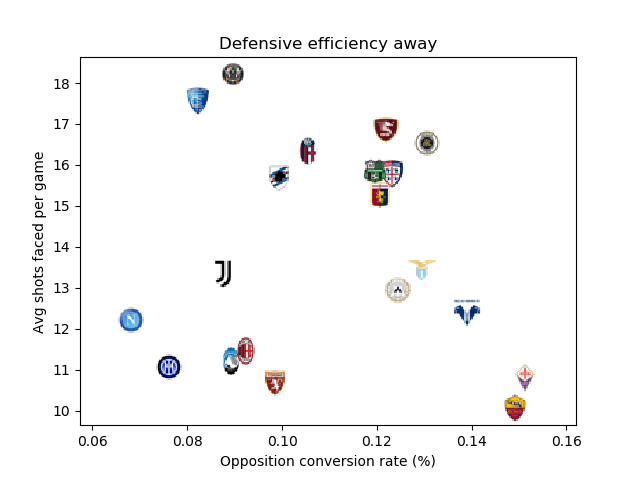 Defensive efficiency away
Avg shots faced per game
18
17
16
15
14
13
12
11
10
0.06 0.08 0.10 0.12 0.14 0.16
Opposition conversion rate (%)